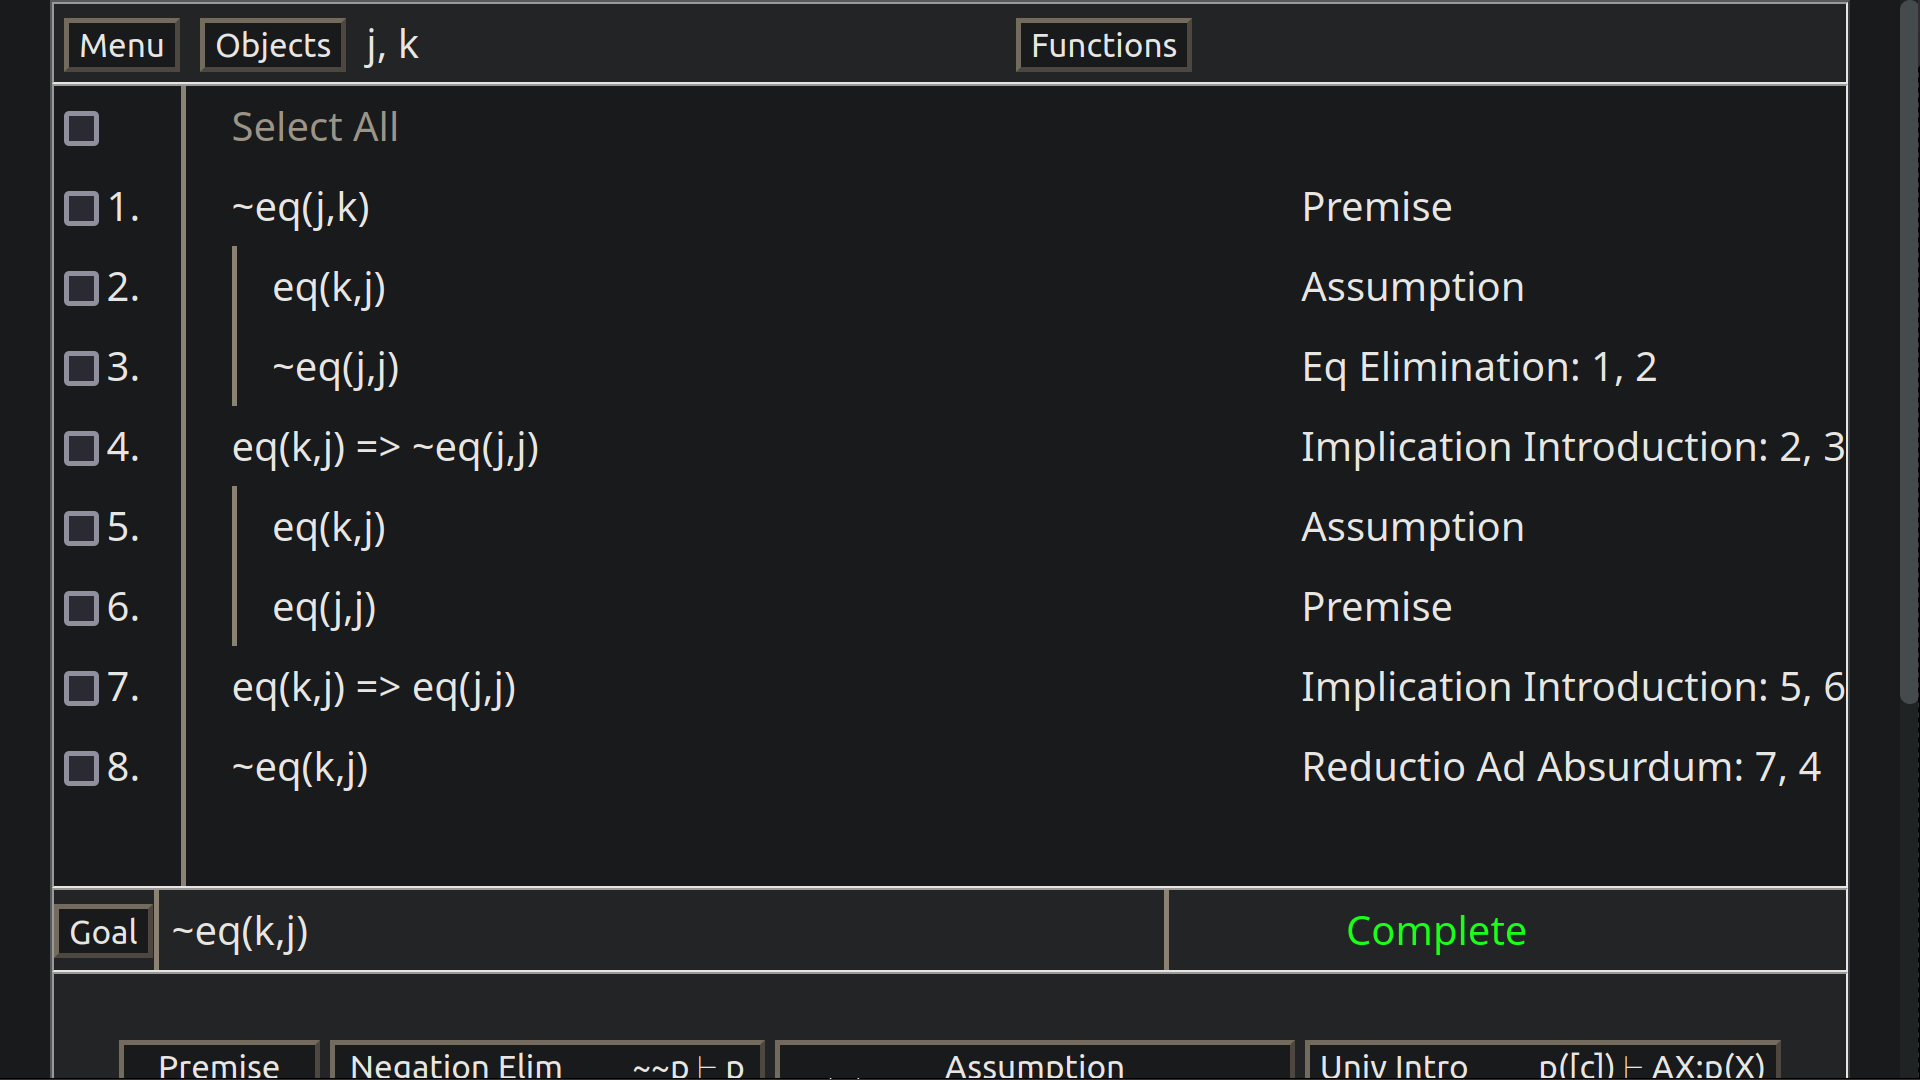 Menu Objects j, k Functions
Select All
1. ~eq(j,k) Premise
2. eq(k,j) Assumption
3. ~eq(j,j) Eq Elimination: 1, 2
4. eq(k,j) => ~eq(j,j) Implication Introduction: 2, 3
5. eq(k,j) Assumption
6. eq(j,j) Premise
7. eq(k,j) => eq(j,j) Implication Introduction: 5, 6
8. ~eq(k,j) Reductio Ad Absurdum: 7, 4
Goal ~eq(k,j) Complete
Premise Negation Elim ~~p ⊢ p Assumption Univ Intro p([c]) ⊢ AX:p(X)